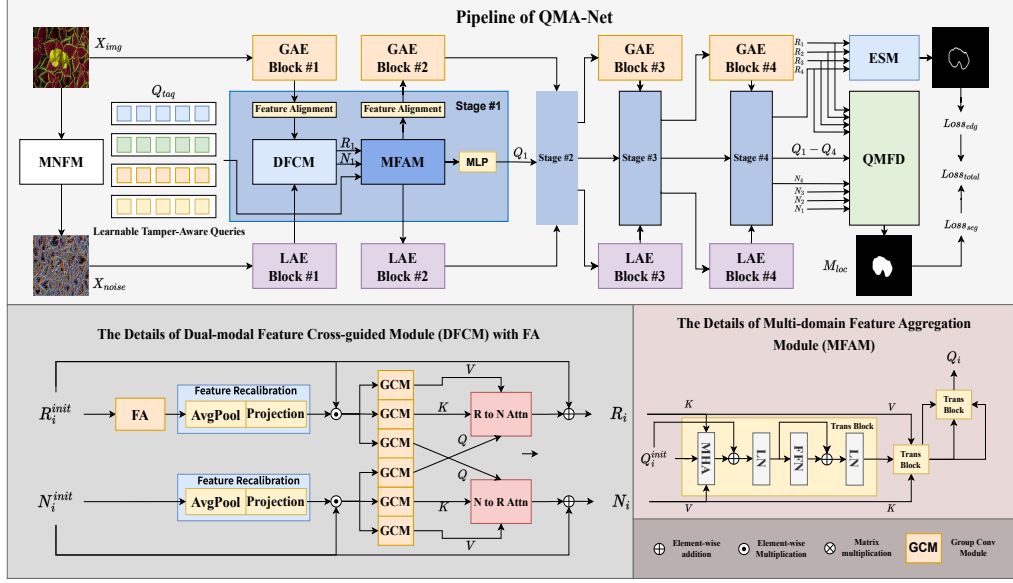 Pipeline of QMA-Net
X_img
GAE Block #1
GAE Block #2
GAE Block #3
GAE Block #4
R_1
R_2
R_3
R_4
ESM
Q_taq
Feature Alignment
Feature Alignment
Stage #1
MNFM
DFCM
R_1
N_1
MFAM
MLP
Q_1
Stage #2
Stage #3
Stage #4
Q_1 − Q_4
QMFD
N_4
N_3
N_2
N_1
Loss_edg
Loss_total
Loss_seg
Learnable Tamper-Aware Queries
X_noise
LAE Block #1
LAE Block #2
LAE Block #3
LAE Block #4
M_loc
The Details of Dual-modal Feature Cross-guided Module (DFCM) with FA
R_i^init
FA
Feature Recalibration
AvgPool
Projection
GCM
GCM
GCM
GCM
GCM
GCM
V
K
Q
R to N Attn
R_i
N_i^init
Feature Recalibration
AvgPool
Projection
Q
K
V
N to R Attn
N_i
The Details of Multi-domain Feature Aggregation
Module (MFAM)
Q_i
K
V
Trans Block
Trans Block
Q_i^init
MHA
LN
FFN
LN
Trans Block
V
K
Element-wise addition
Element-wise Multiplication
Matrix multiplication
GCM
Group Conv Module